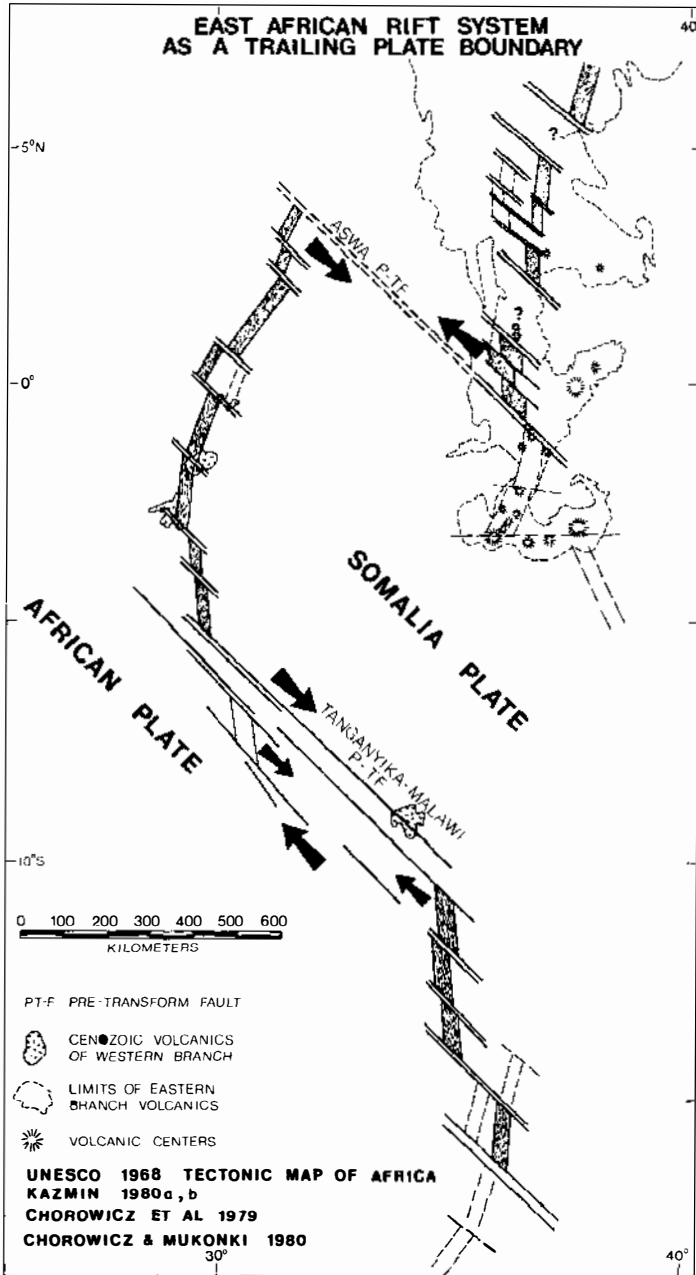 EAST AFRICAN RIFT SYSTEM
AS A TRAILING PLATE BOUNDARY
40
5°N
?
ASWA P-TF
?
0°
SOMALIA PLATE
AFRICAN PLATE
TANGANYIKA-MALAWI
P-TF
10°S
0 100 200 300 400 500 600
KILOMETERS
PT-F PRE-TRANSFORM FAULT
CENOZOIC VOLCANICS
OF WESTERN BRANCH
LIMITS OF EASTERN
BRANCH VOLCANICS
VOLCANIC CENTERS
UNESCO 1968 TECTONIC MAP OF AFRICA
KAZMIN 1980a,b
CHOROWICZ ET AL 1979
CHOROWICZ & MUKONKI 1980
30°
40°